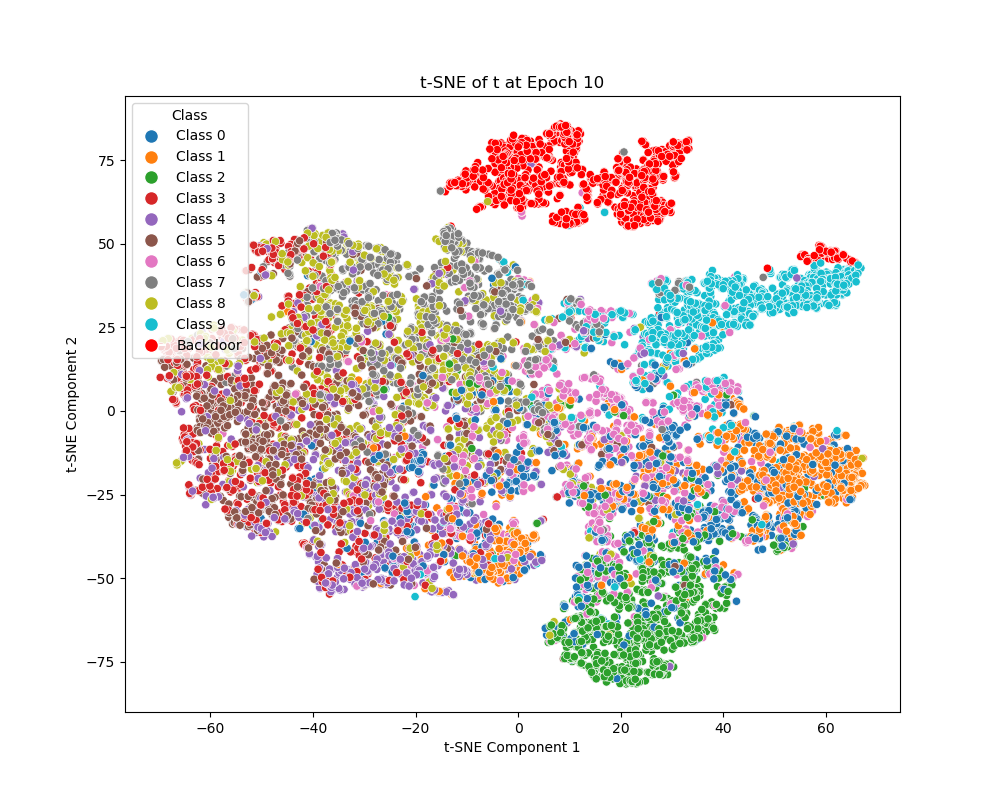 t-SNE of t at Epoch 10
Class
Class 0
Class 1
Class 2
Class 3
Class 4
Class 5
Class 6
Class 7
Class 8
Class 9
Backdoor
75
50
25
0
−25
−50
−75
t-SNE Component 2
−60
−40
−20
0
20
40
60
t-SNE Component 1